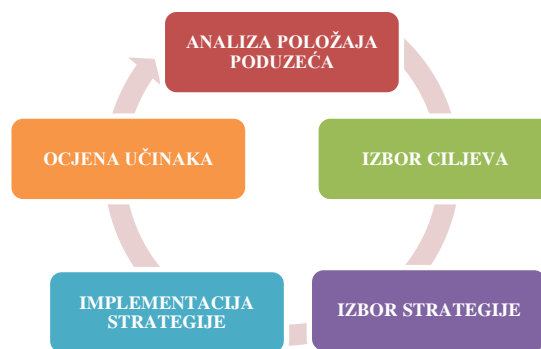 ANALIZA POLOŽAJA
PODUZEĆA
IZBOR CILJEVA
IZBOR STRATEGIJE
IMPLEMENTACIJA
STRATEGIJE
OCJENA UČINAKA